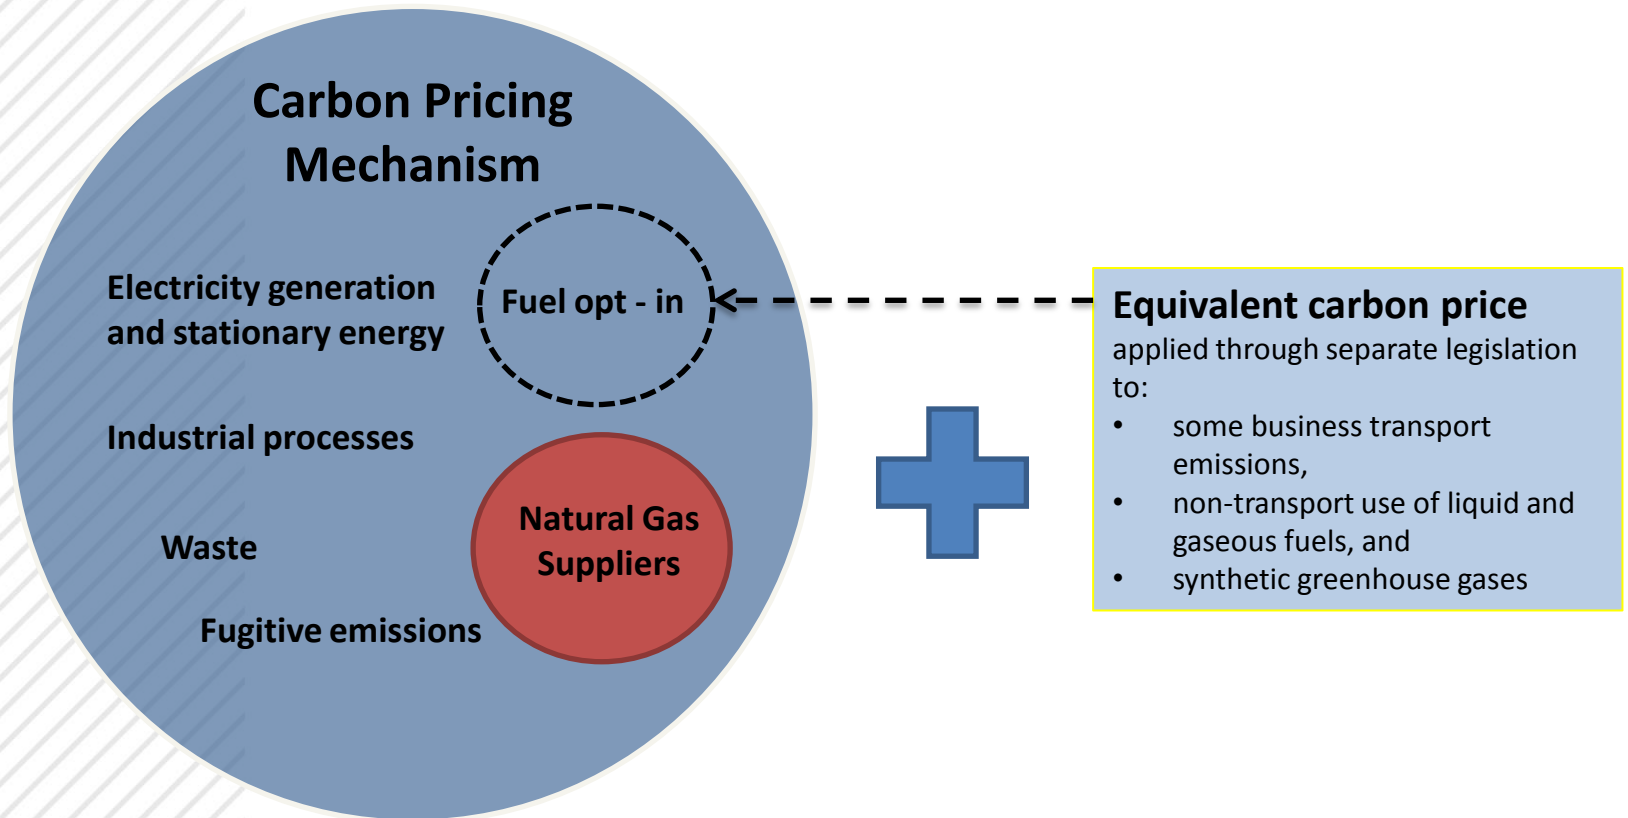 Carbon Pricing
Mechanism
Electricity generation
and stationary energy
Fuel opt - in
Industrial processes
Natural Gas
Suppliers
Waste
Fugitive emissions
Equivalent carbon price
applied through separate legislation
to:
• some business transport
emissions,
• non-transport use of liquid and
gaseous fuels, and
• synthetic greenhouse gases